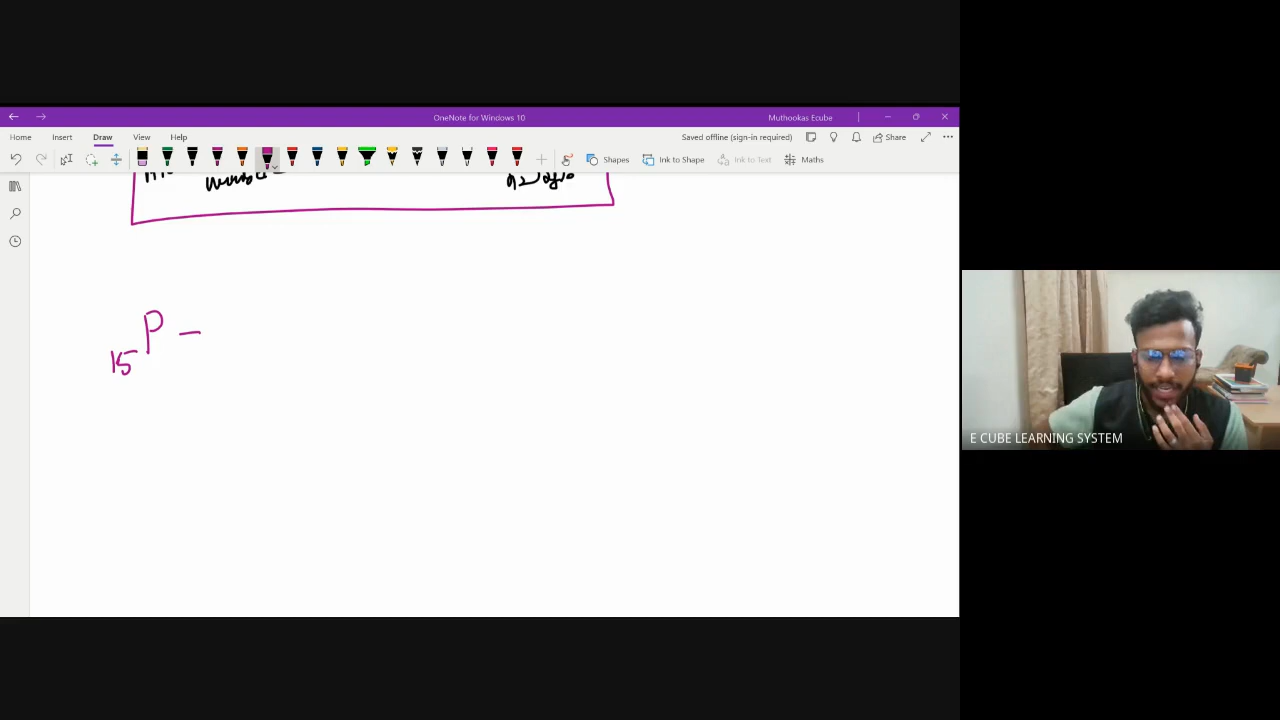 OneNote for Windows 10
Muthookas Ecube
Home Insert Draw View Help
Saved offline (sign-in required)
Share
Shapes
Ink to Shape
Ink to Text
Maths
15 P –
E CUBE LEARNING SYSTEM